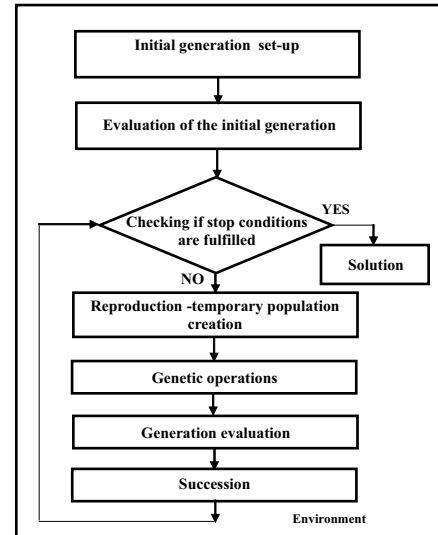 Initial generation set-up
Evaluation of the initial generation
Checking if stop conditions
are fulfilled
YES
Solution
NO
Reproduction -temporary population
creation
Genetic operations
Generation evaluation
Succession
Environment